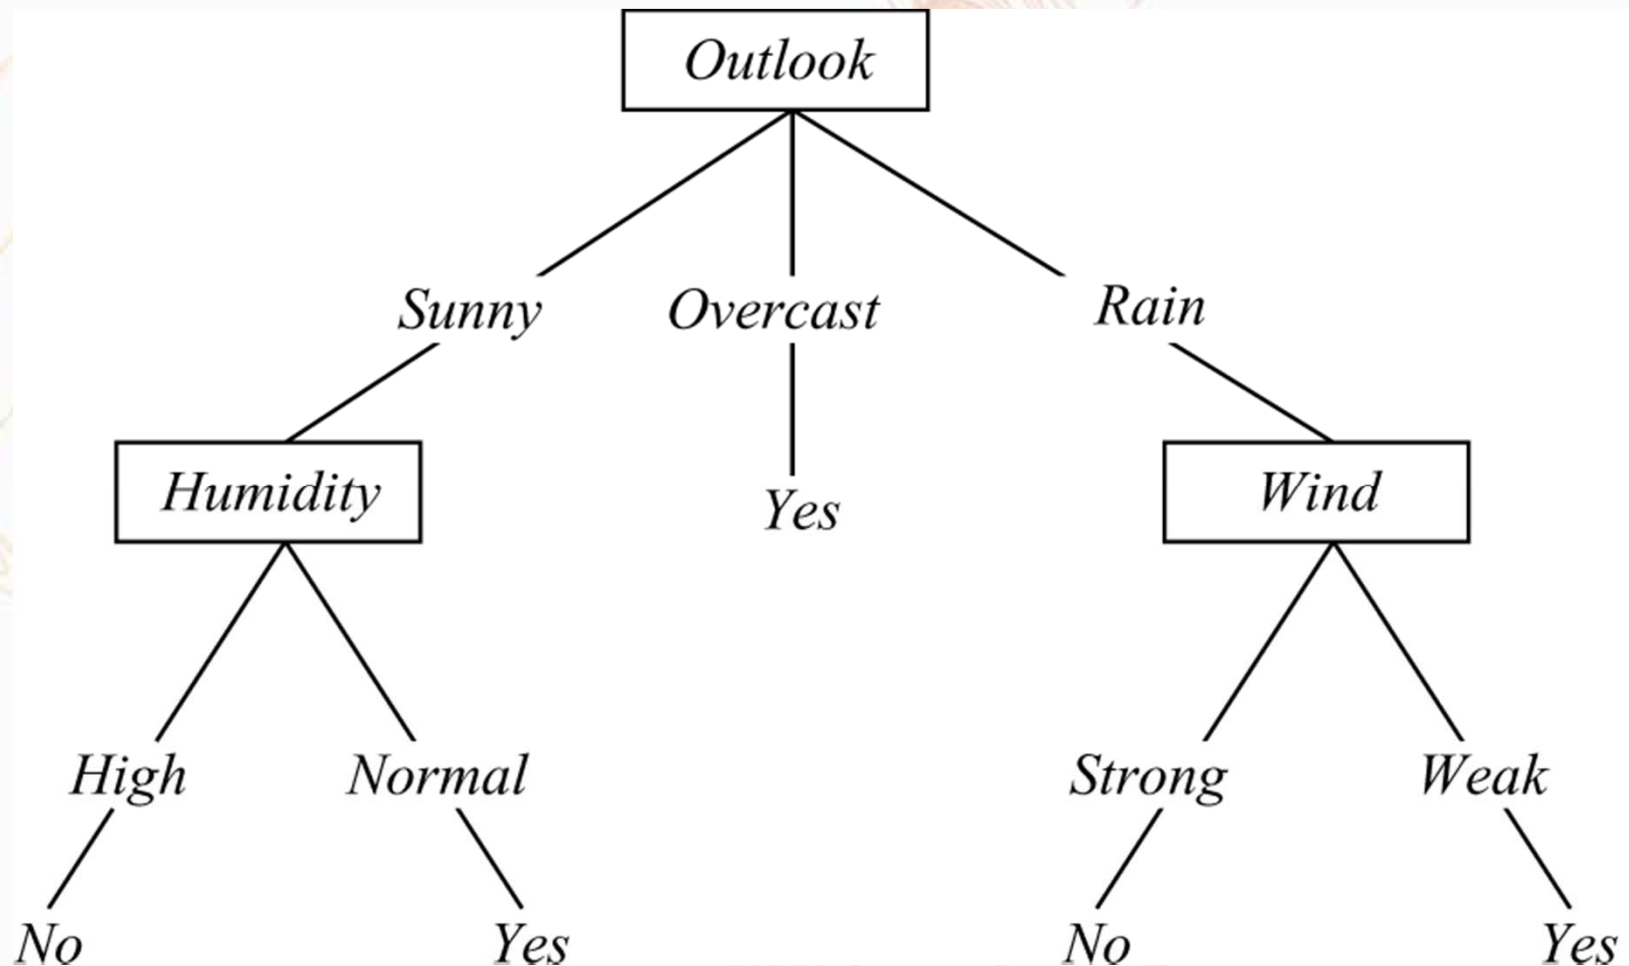 Outlook
Sunny Overcast Rain
Humidity Wind
Yes
High Normal Strong Weak
No Yes No Yes